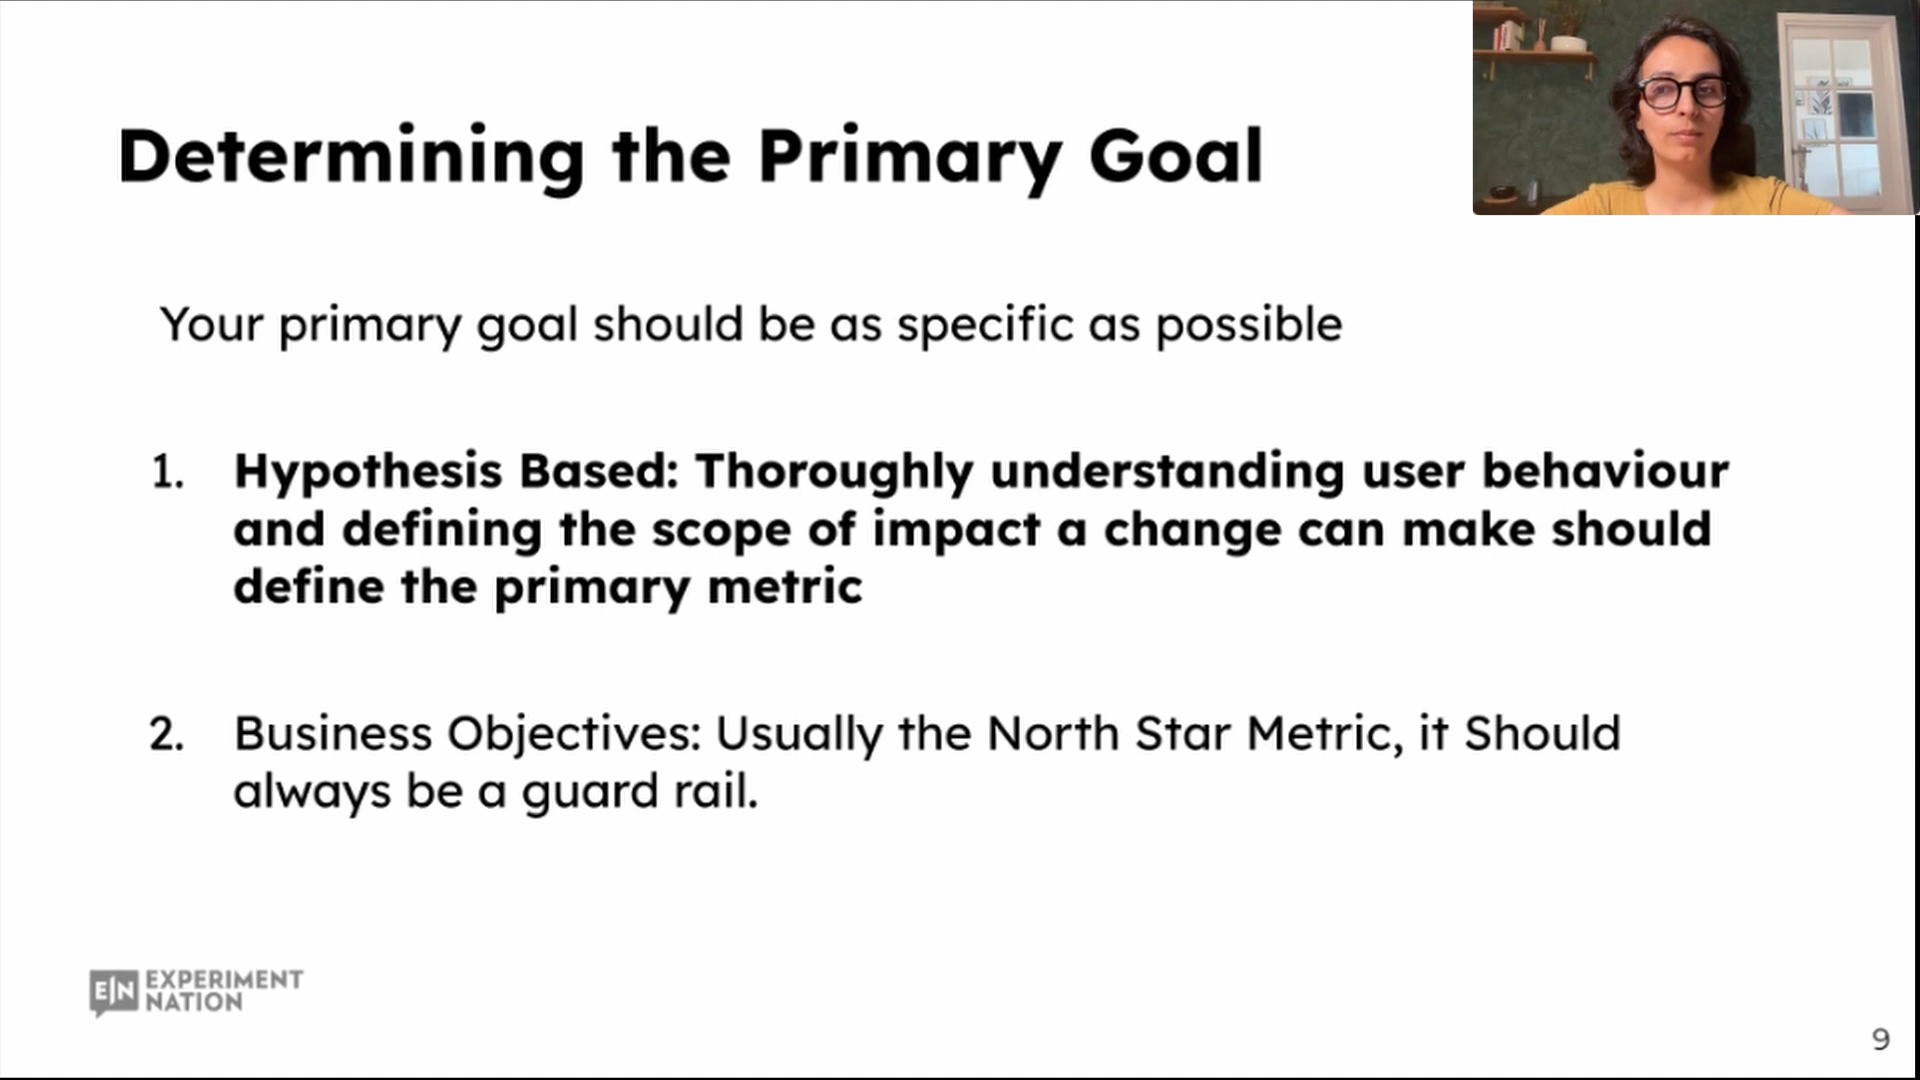 Determining the Primary Goal
Your primary goal should be as specific as possible
1. Hypothesis Based: Thoroughly understanding user behaviour
and defining the scope of impact a change can make should
define the primary metric
2. Business Objectives: Usually the North Star Metric, it Should
always be a guard rail.
E|N EXPERIMENT
NATION
9